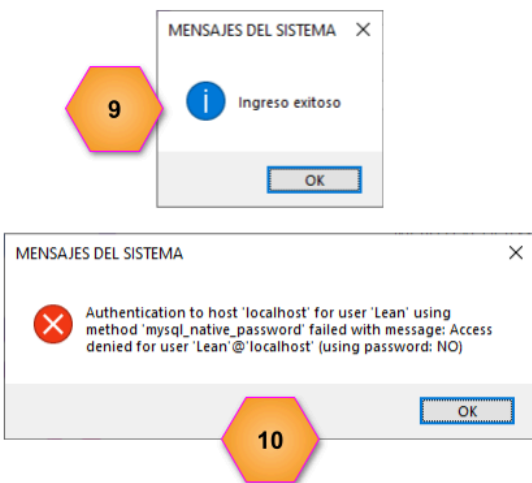 MENSAJES DEL SISTEMA
9
Ingreso exitoso
OK
MENSAJES DEL SISTEMA
Authentication to host 'localhost' for user 'Lean' using
method 'mysql_native_password' failed with message: Access
denied for user 'Lean'@'localhost' (using password: NO)
OK
10